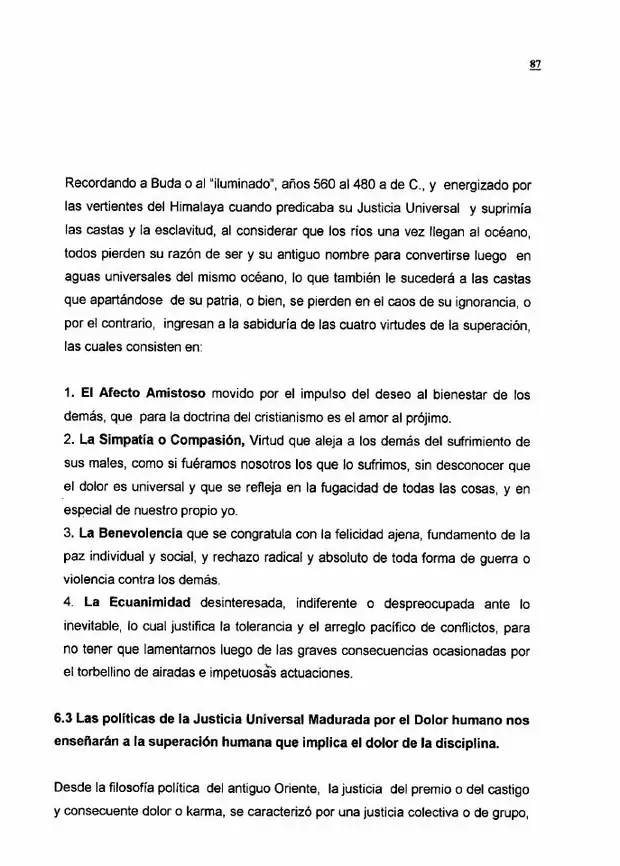 87
Recordando a Buda o al "iluminado", años 560 al 480 a de C., y energizado por
las vertientes del Himalaya cuando predicaba su Justicia Universal y suprimía
las castas y la esclavitud, al considerar que los ríos una vez llegan al océano,
todos pierden su razón de ser y su antiguo nombre para convertirse luego en
aguas universales del mismo océano, lo que también le sucederá a las castas
que apartándose de su patria, o bien, se pierden en el caos de su ignorancia, o
por el contrario, ingresan a la sabiduría de las cuatro virtudes de la superación,
las cuales consisten en:
1. El Afecto Amistoso movido por el impulso del deseo al bienestar de los
demás, que para la doctrina del cristianismo es el amor al prójimo.
2. La Simpatía o Compasión, Virtud que aleja a los demás del sufrimiento de
sus males, como si fuéramos nosotros los que lo sufrimos, sin desconocer que
el dolor es universal y que se refleja en la fugacidad de todas las cosas, y en
especial de nuestro propio yo.
3. La Benevolencia que se congratula con la felicidad ajena, fundamento de la
paz individual y social, y rechazo radical y absoluto de toda forma de guerra o
violencia contra los demás.
4. La Ecuanimidad desinteresada, indiferente o despreocupada ante lo
inevitable, lo cual justifica la tolerancia y el arreglo pacífico de conflictos, para
no tener que lamentarnos luego de las graves consecuencias ocasionadas por
el torbellino de airadas e impetuosas actuaciones.
6.3 Las políticas de la Justicia Universal Madurada por el Dolor humano nos
enseñarán a la superación humana que implica el dolor de la disciplina.
Desde la filosofía política del antiguo Oriente, la justicia del premio o del castigo
y consecuente dolor o karma, se caracterizó por una justicia colectiva o de grupo,